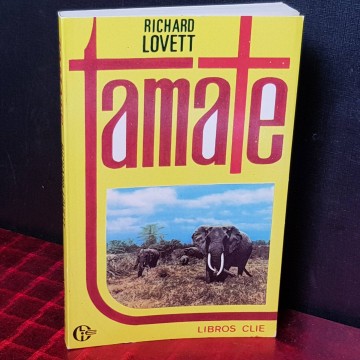 RICHARD
LOVETT
tamate
LIBROS CLIE